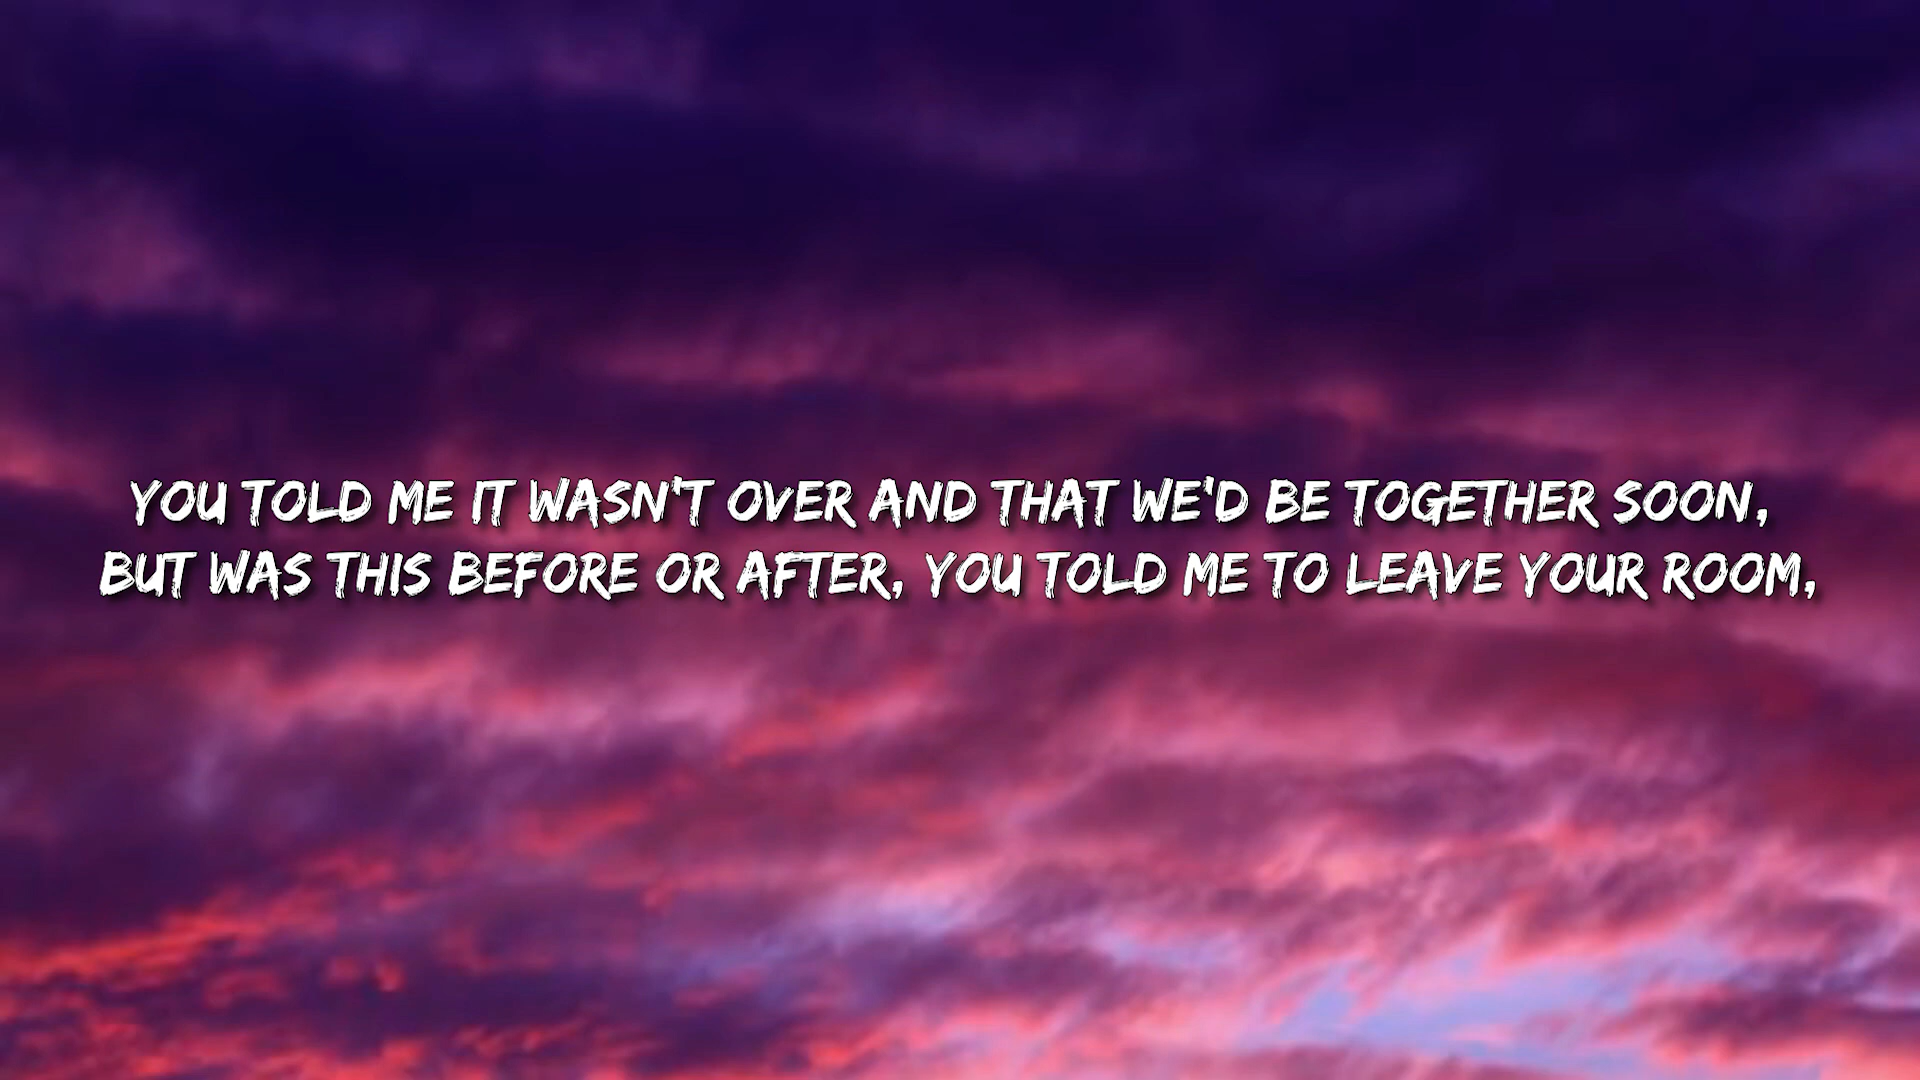 YOU TOLD ME IT WASN'T OVER AND THAT WE'D BE TOGETHER SOON,
BUT WAS THIS BEFORE OR AFTER, YOU TOLD ME TO LEAVE YOUR ROOM,